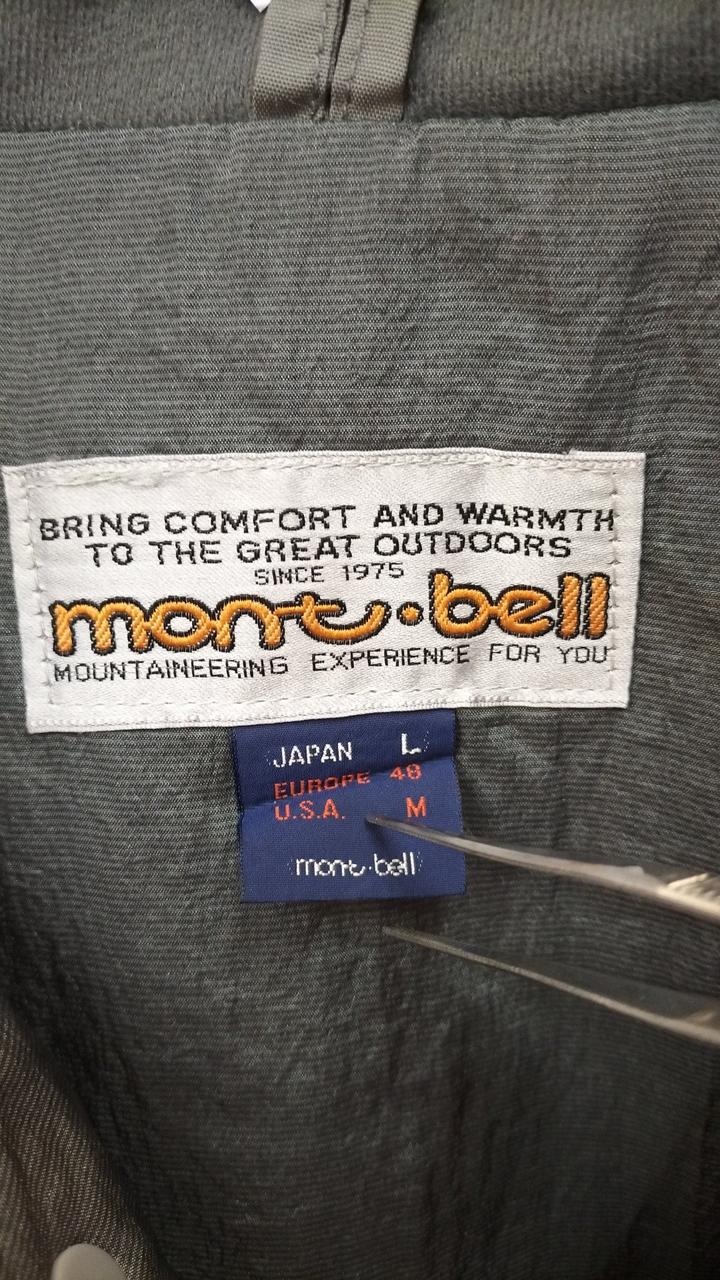 BRING COMFORT AND WARMTH
TO THE GREAT OUTDOORS
SINCE 1975
mont·bell
MOUNTAINEERING EXPERIENCE FOR YOU
JAPAN L
EUROPE 48
U.S.A. M
mont·bell